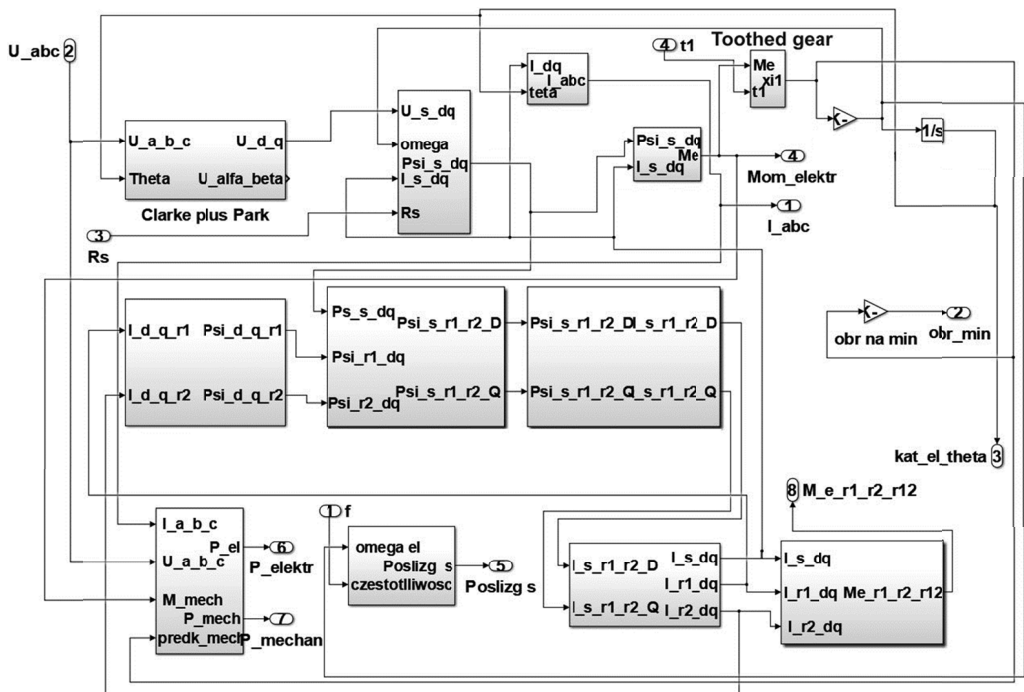 U_abc 2
U_a_b_c
U_d_q
Theta
U_alfa_beta
Clarke plus Park
3
Rs
U_s_dq
omega
Psi_s_dq
I_s_dq
Rs
I_dq
I_abc
teta
4 t1
Toothed gear
Me
xi1
t1
K-
1/s
Psi_s_dq
Me
I_s_dq
4
Mom_elektr
1
I_abc
I_d_q_r1
Psi_d_q_r1
I_d_q_r2
Psi_d_q_r2
Ps_s_dq
Psi_s_r1_r2_D
Psi_r1_dq
Psi_s_r1_r2_Q
Psi_r2_dq
Psi_s_r1_r2_D
I_s_r1_r2_D
Psi_s_r1_r2_Q
I_s_r1_r2_Q
K-
obr na min
2
obr_min
kat_el_theta 3
8 M_e_r1_r2_r12
I_a_b_c
P_el
U_a_b_c
M_mech
P_mech
predk_mech
6
P_elektr
7
P_mechan
1 f
omega el
Poslizg s
czestotlliwosc
5
Poslizg s
I_s_r1_r2_D
I_s_r1_r2_Q
I_s_dq
I_r1_dq
I_r2_dq
I_s_dq
I_r1_dq
Me_r1_r2_r12
I_r2_dq